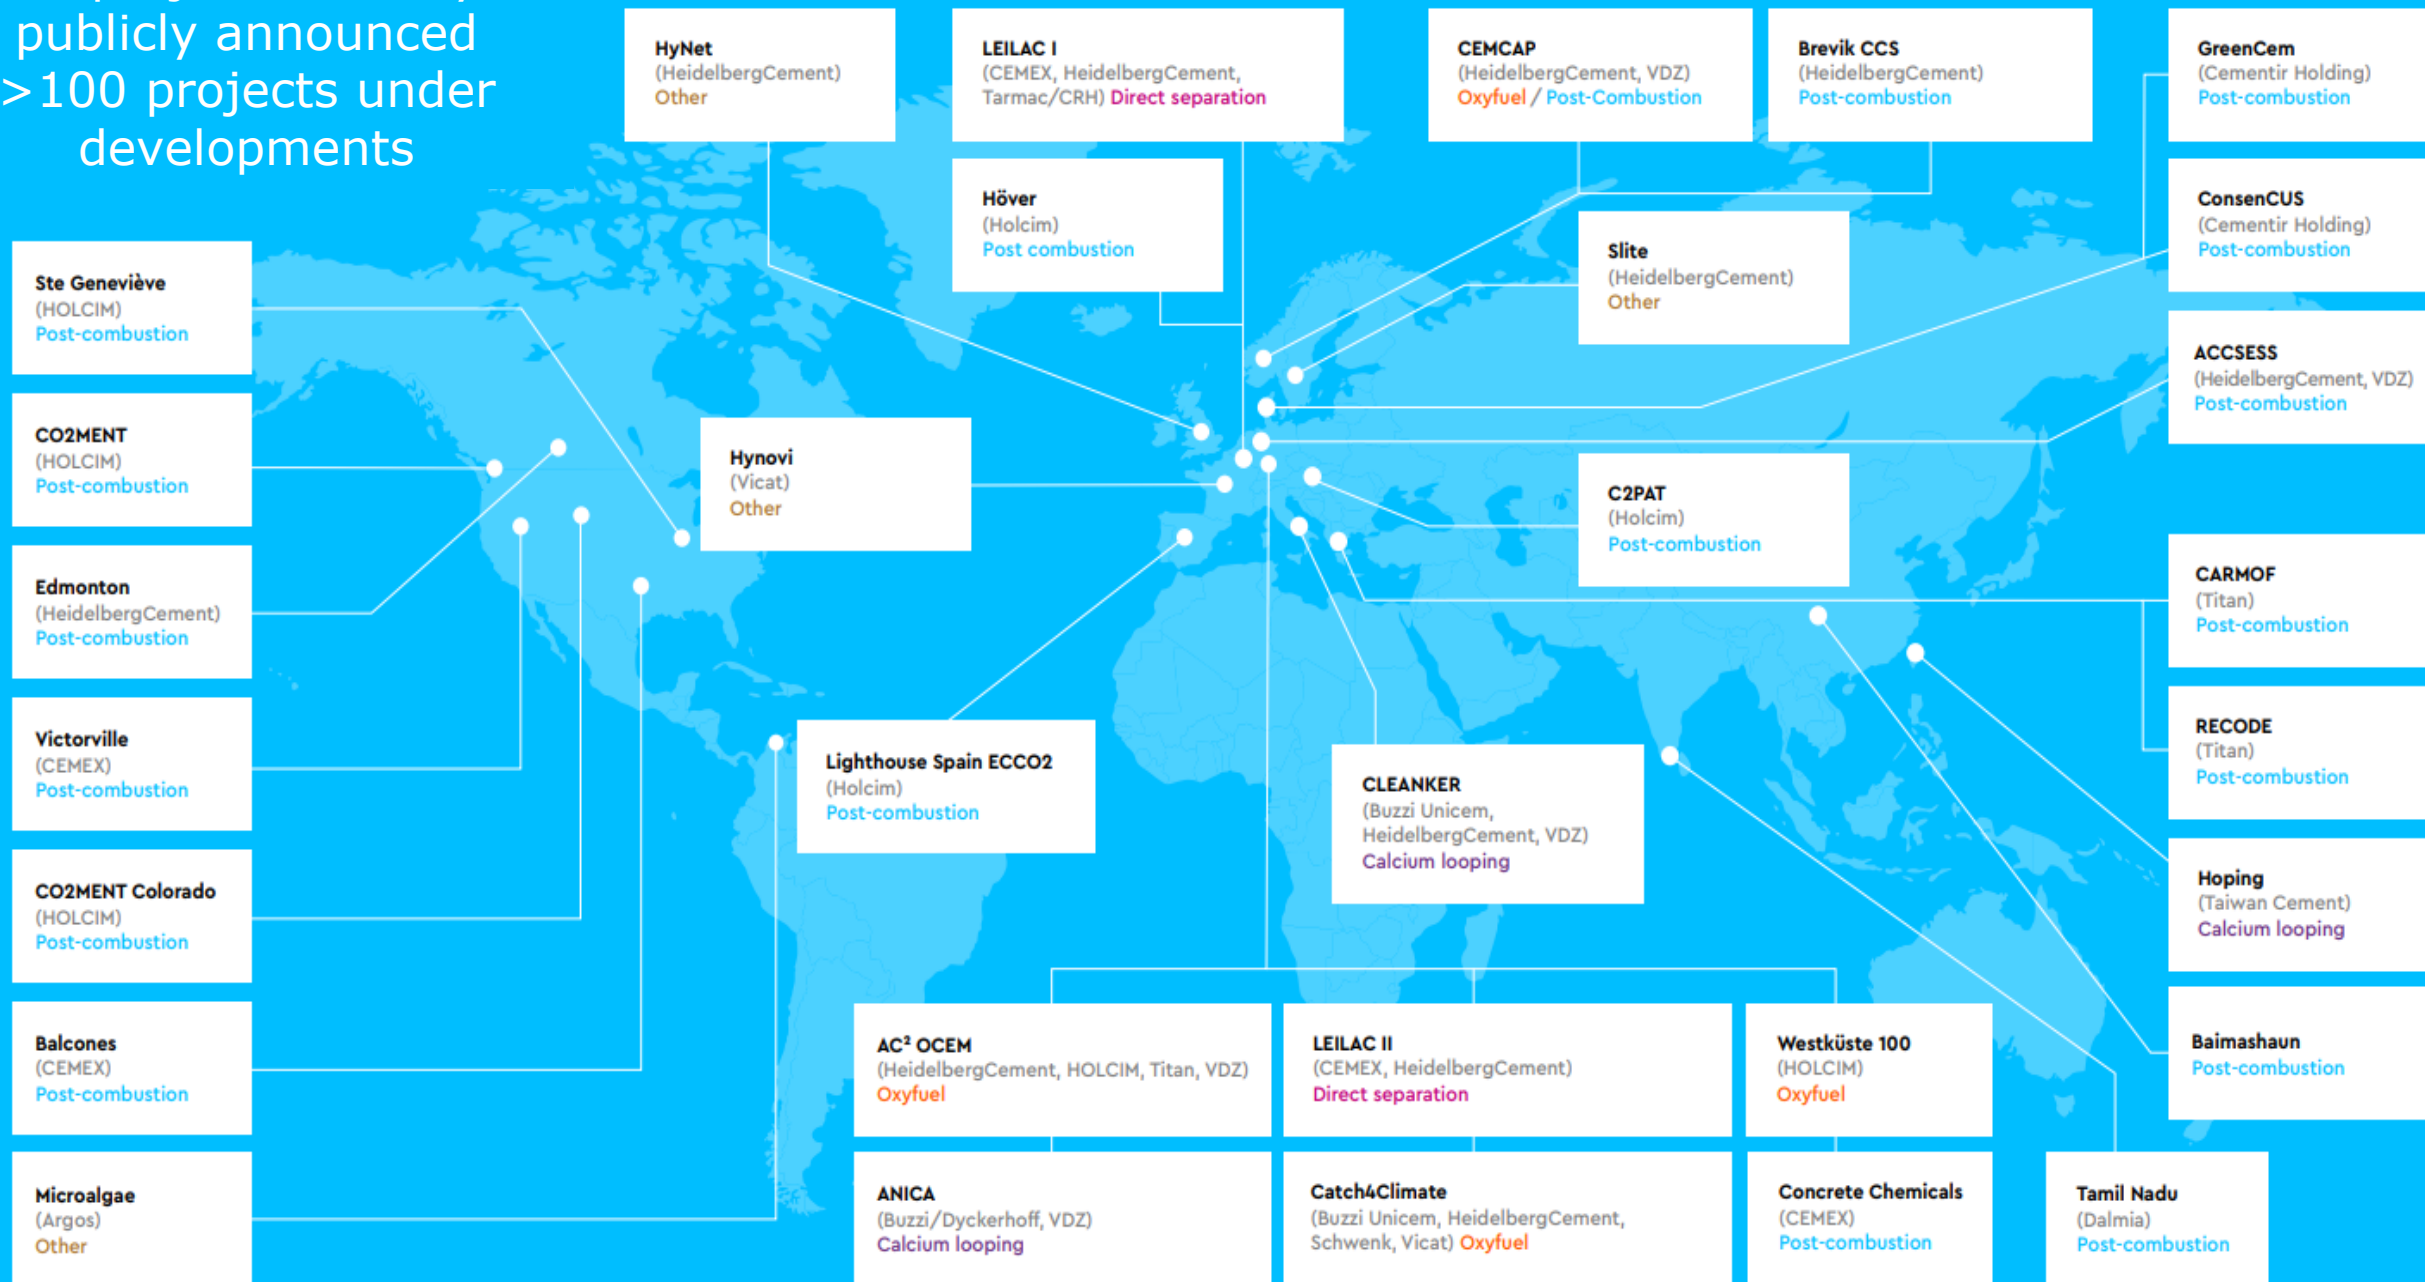 publicly announced
>100 projects under
developments
HyNet
(HeidelbergCement)
Other
LEILAC I
(CEMEX, HeidelbergCement,
Tarmac/CRH) Direct separation
CEMCAP
(HeidelbergCement, VDZ)
Oxyfuel / Post-Combustion
Brevik CCS
(HeidelbergCement)
Post-combustion
GreenCem
(Cementir Holding)
Post-combustion
Höver
(Holcim)
Post combustion
Slite
(HeidelbergCement)
Other
ConsenCUS
(Cementir Holding)
Post-combustion
Ste Geneviève
(HOLCIM)
Post-combustion
ACCSESS
(HeidelbergCement, VDZ)
Post-combustion
CO2MENT
(HOLCIM)
Post-combustion
Hynovi
(Vicat)
Other
C2PAT
(Holcim)
Post-combustion
Edmonton
(HeidelbergCement)
Post-combustion
CARMOF
(Titan)
Post-combustion
Victorville
(CEMEX)
Post-combustion
Lighthouse Spain ECCO2
(Holcim)
Post-combustion
CLEANKER
(Buzzi Unicem,
HeidelbergCement, VDZ)
Calcium looping
RECODE
(Titan)
Post-combustion
CO2MENT Colorado
(HOLCIM)
Post-combustion
Hoping
(Taiwan Cement)
Calcium looping
Balcones
(CEMEX)
Post-combustion
AC² OCEM
(HeidelbergCement, HOLCIM, Titan, VDZ)
Oxyfuel
LEILAC II
(CEMEX, HeidelbergCement)
Direct separation
Westküste 100
(HOLCIM)
Oxyfuel
Baimashaun
Post-combustion
Microalgae
(Argos)
Other
ANICA
(Buzzi/Dyckerhoff, VDZ)
Calcium looping
Catch4Climate
(Buzzi Unicem, HeidelbergCement,
Schwenk, Vicat) Oxyfuel
Concrete Chemicals
(CEMEX)
Post-combustion
Tamil Nadu
(Dalmia)
Post-combustion